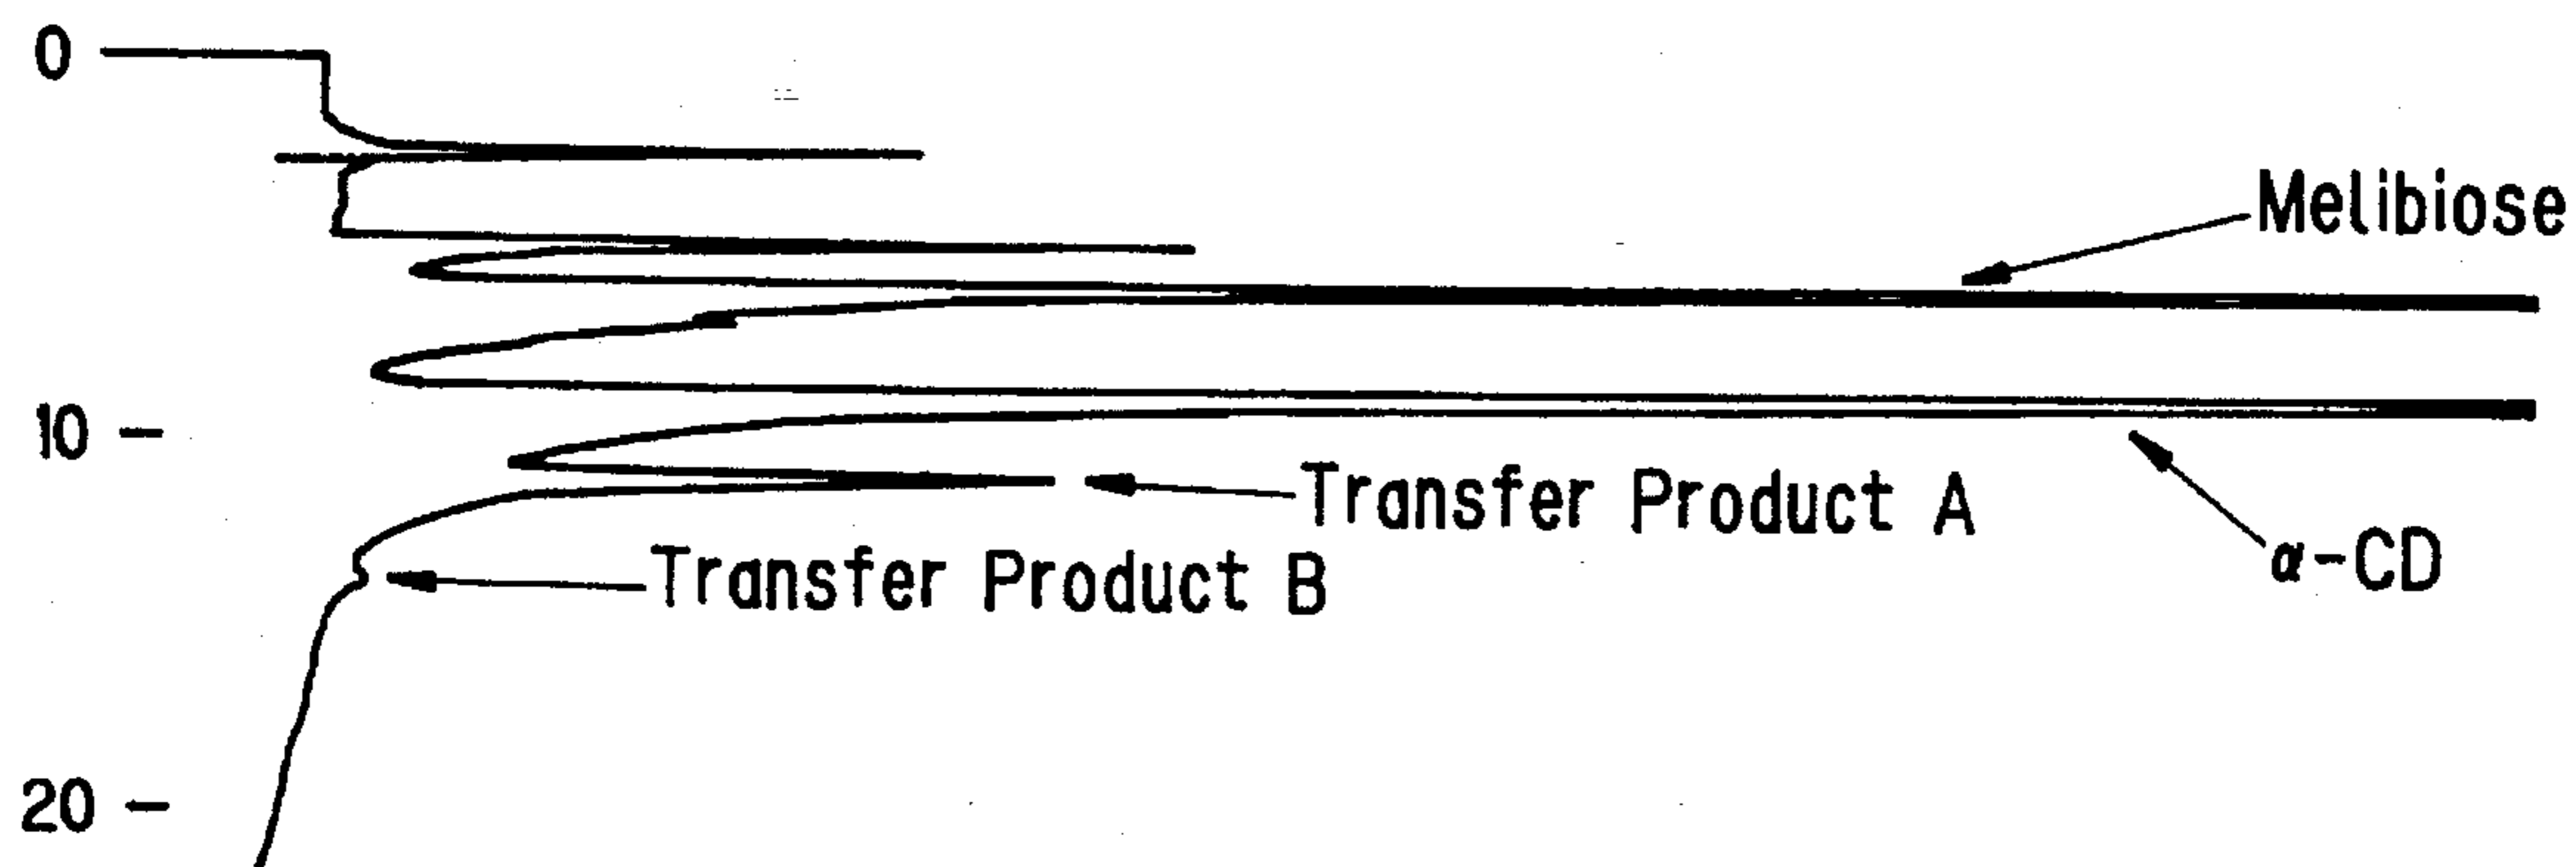 0
Melibiose
10
Transfer Product A
α-CD
Transfer Product B
20